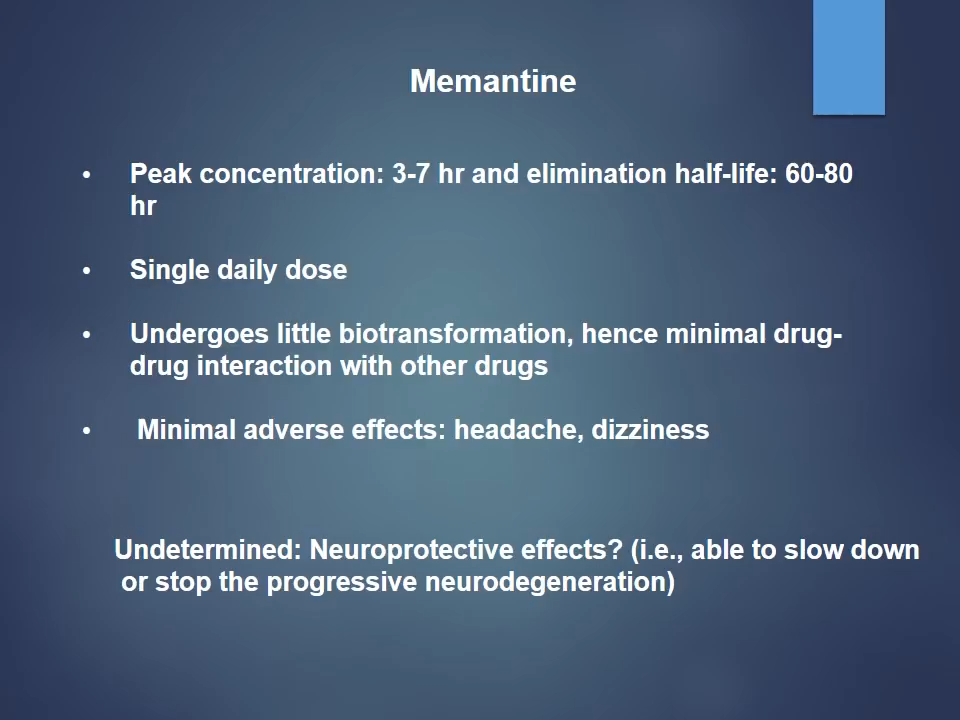 Memantine
• Peak concentration: 3-7 hr and elimination half-life: 60-80
hr
• Single daily dose
• Undergoes little biotransformation, hence minimal drug-
drug interaction with other drugs
• Minimal adverse effects: headache, dizziness
Undetermined: Neuroprotective effects? (i.e., able to slow down
or stop the progressive neurodegeneration)